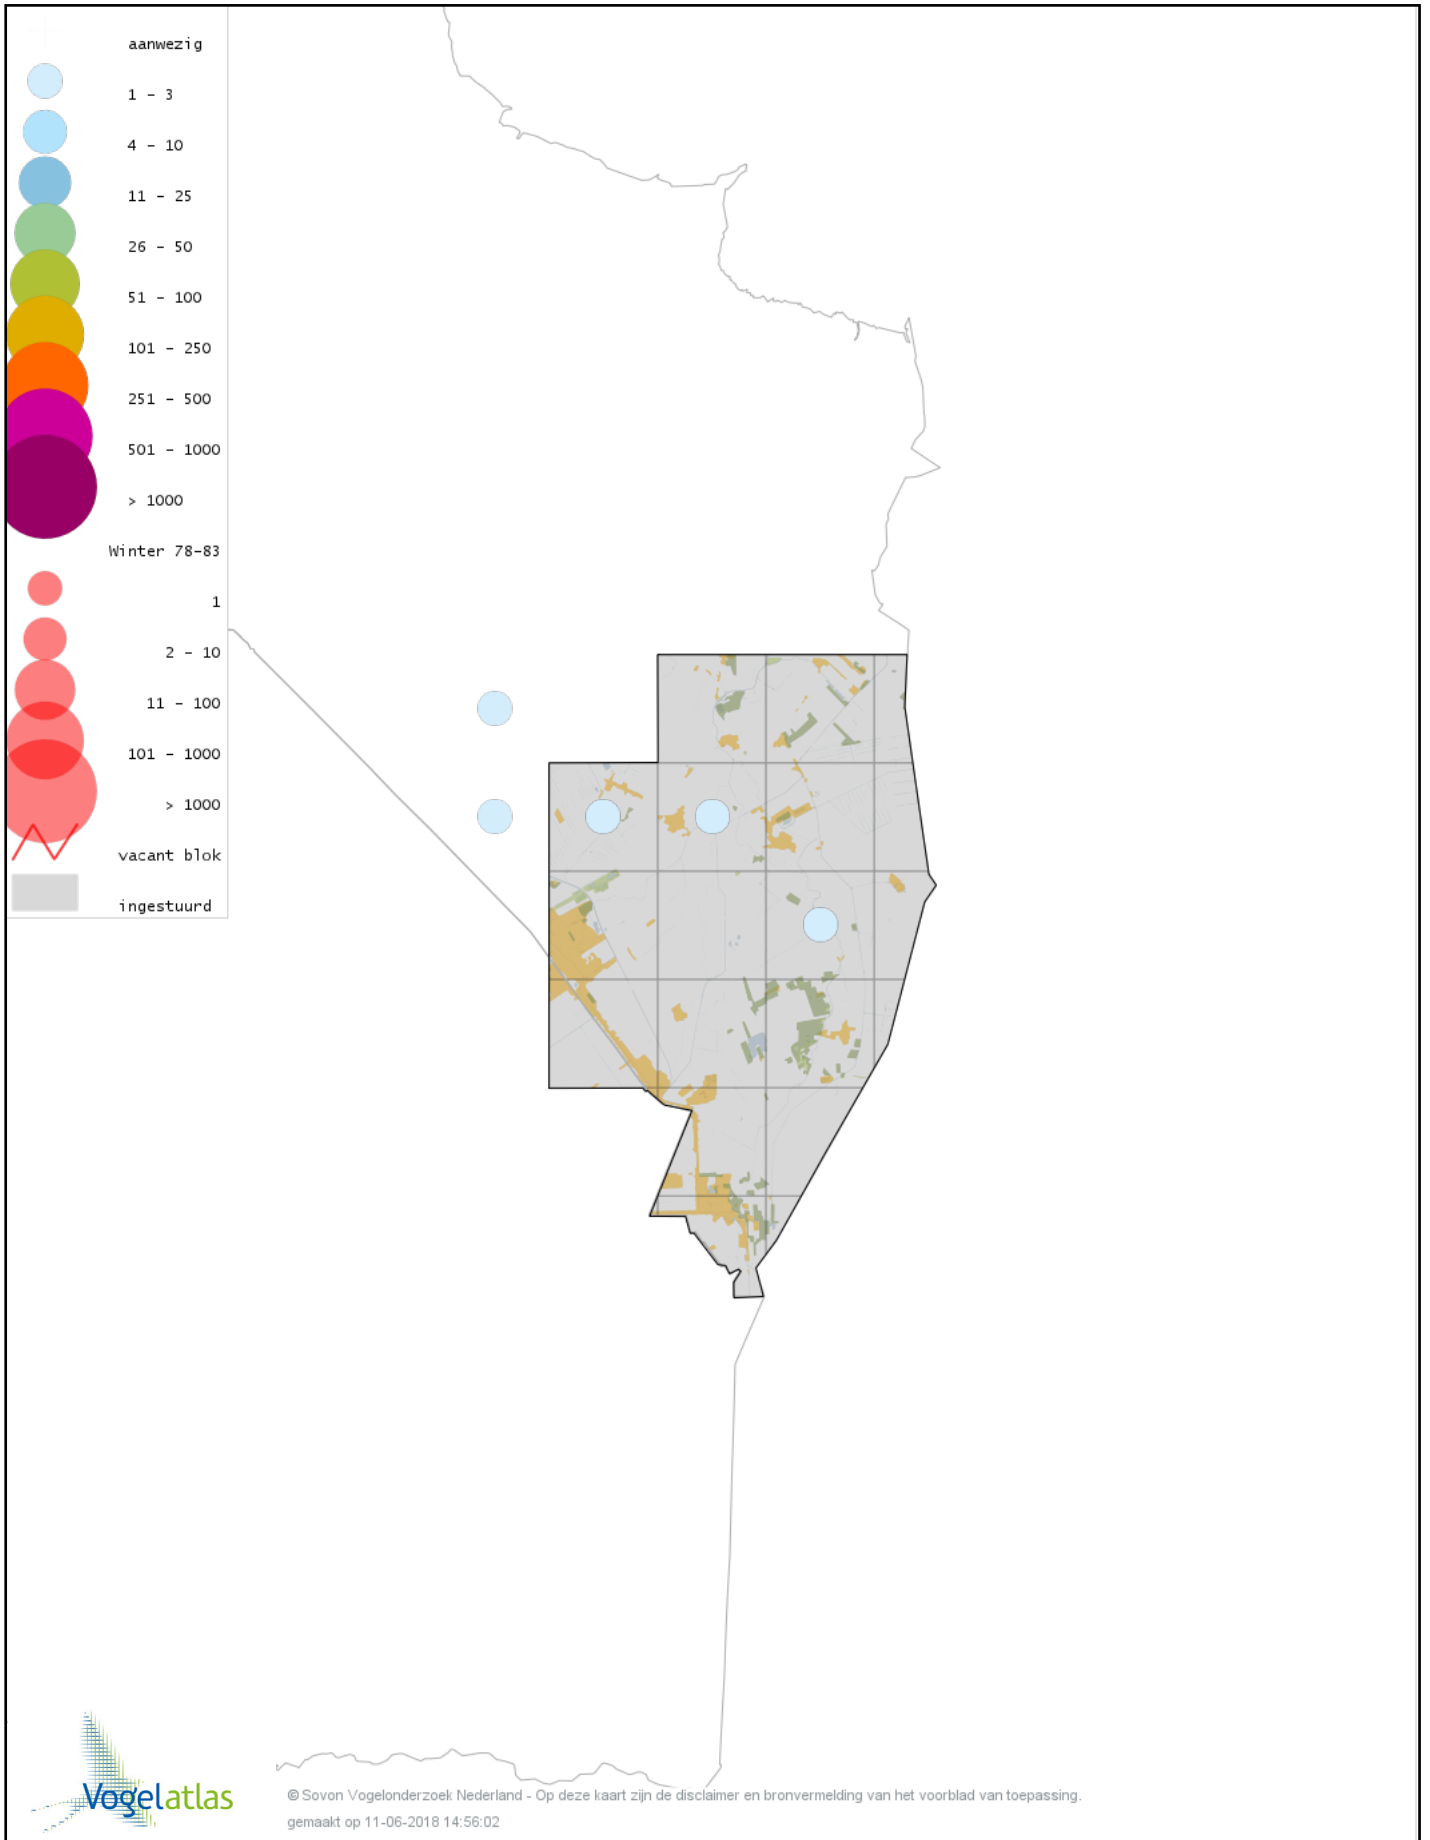 aanwezig
1 - 3
4 - 10
11 - 25
26 - 50
51 - 100
101 - 250
251 - 500
501 - 1000
> 1000
Winter 78-83
1
2 - 10
11 - 100
101 - 1000
> 1000
vacant blok
ingestuurd
Vogelatlas
© Sovon Vogelonderzoek Nederland - Op deze kaart zijn de disclaimer en bronvermelding van het voorblad van toepassing.
gemaakt op 11-06-2018 14:56:02